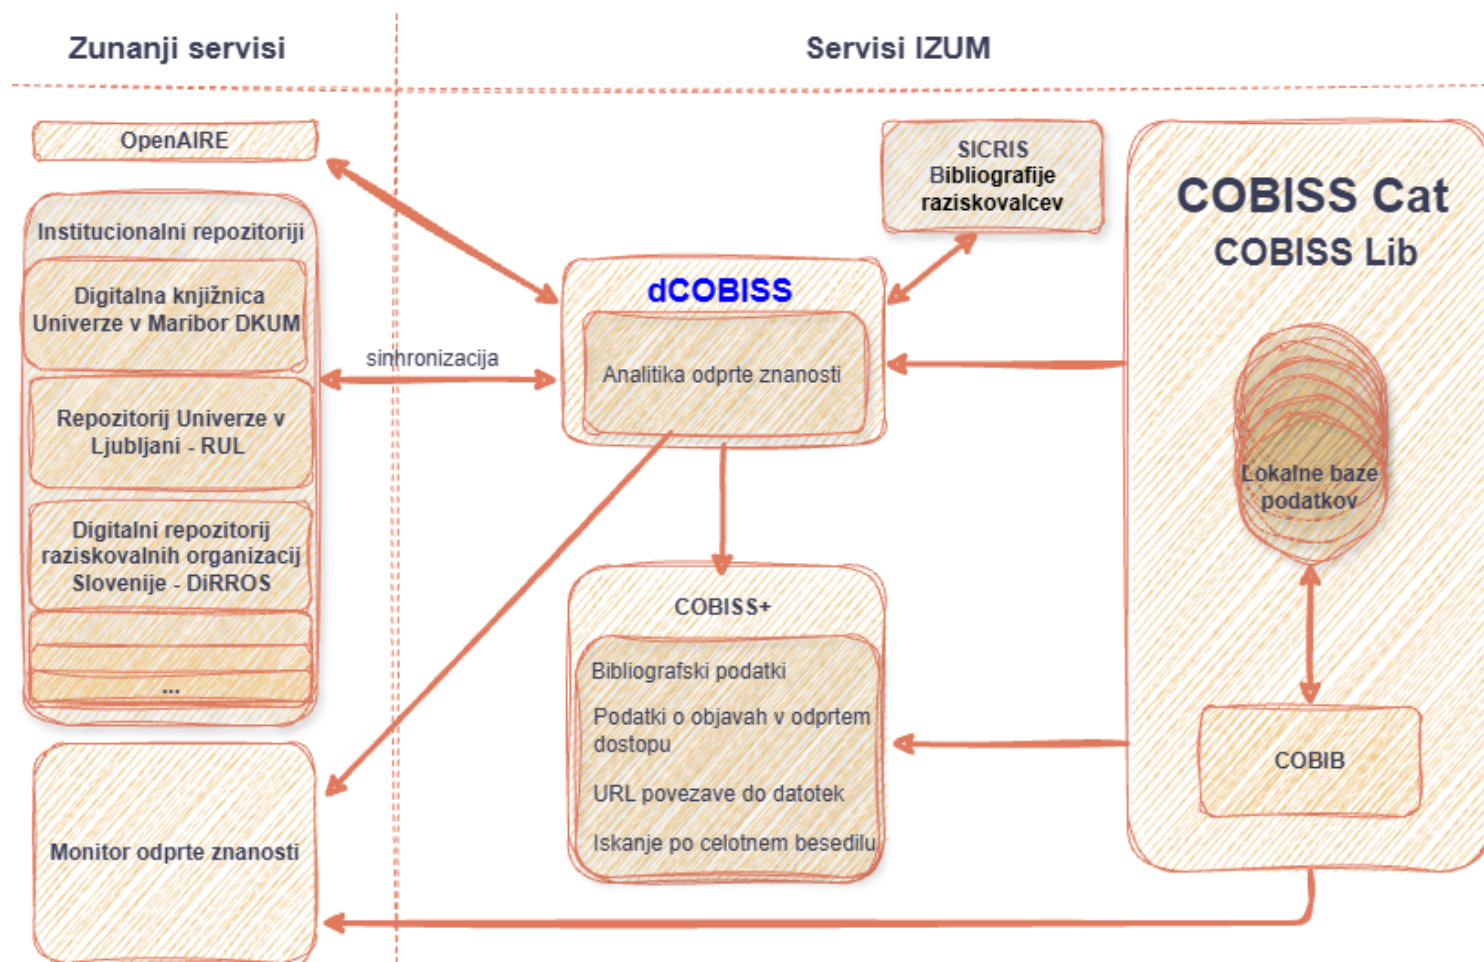 Zunanji servisi
Servisi IZUM
OpenAIRE
Institucionalni repozitoriji
Digitalna knjižnica
Univerze v Maribor DKUM
Repozitorij Univerze v
Ljubljani - RUL
Digitalni repozitorij
raziskovalnih organizacij
Slovenije - DiRROS
...
Monitor odprte znanosti
sinhronizacija
dCOBISS
Analitika odprte znanosti
SICRIS
Bibliografije
raziskovalcev
COBISS+
Bibliografski podatki
Podatki o objavah v odprtem
dostopu
URL povezave do datotek
Iskanje po celotnem besedilu
COBISS Cat
COBISS Lib
Lokalne baze
podatkov
COBIB